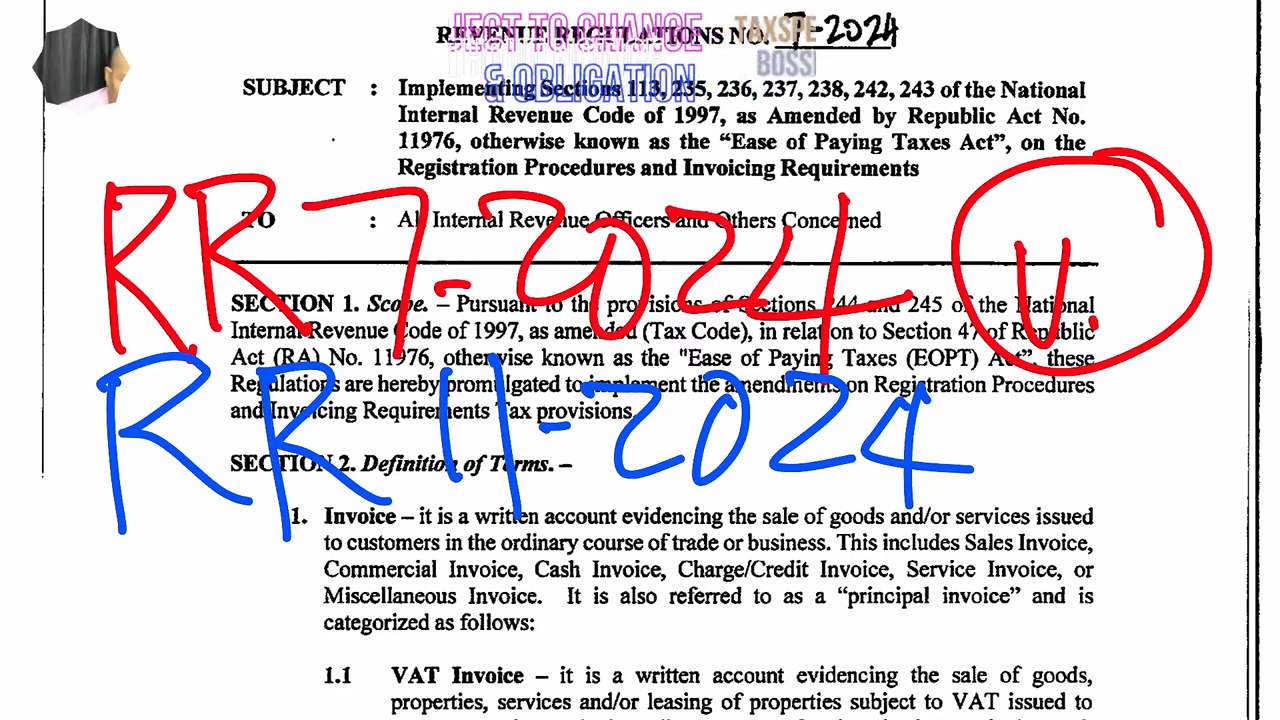 JECT TO CHANGE
& OBLIGATION
TAXSPE
BOSSI
REVENUE REGULATIONS NO. 7-2024
SUBJECT : Implementing Sections 113, 235, 236, 237, 238, 242, 243 of the National
Internal Revenue Code of 1997, as Amended by Republic Act No.
11976, otherwise known as the “Ease of Paying Taxes Act”, on the
Registration Procedures and Invoicing Requirements
TO : All Internal Revenue Officers and Others Concerned
RR 7-2024 V.
SECTION 1. Scope. – Pursuant to the provisions of Sections 244 and 245 of the National
Internal Revenue Code of 1997, as amended (Tax Code), in relation to Section 47 of Republic
Act (RA) No. 11976, otherwise known as the "Ease of Paying Taxes (EOPT) Act”, these
Regulations are hereby promulgated to implement the amendments on Registration Procedures
and Invoicing Requirements Tax provisions.
RR 11-2024
SECTION 2. Definition of Terms. –
1. Invoice – it is a written account evidencing the sale of goods and/or services issued
to customers in the ordinary course of trade or business. This includes Sales Invoice,
Commercial Invoice, Cash Invoice, Charge/Credit Invoice, Service Invoice, or
Miscellaneous Invoice. It is also referred to as a “principal invoice” and is
categorized as follows:
1.1 VAT Invoice – it is a written account evidencing the sale of goods,
properties, services and/or leasing of properties subject to VAT issued to